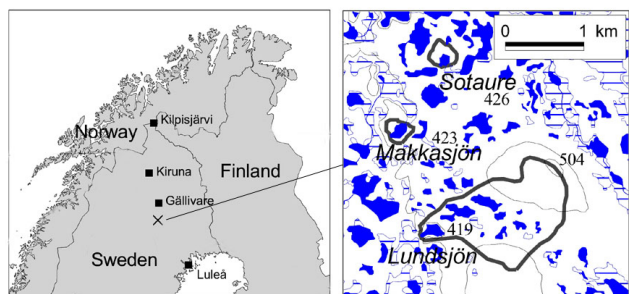 Kilpisjärvi
Norway
Kiruna
Finland
Gällivare
Sweden
Luleå
0 1 km
Sotaure
426
423
Makkasjön
504
419
Lundsjön